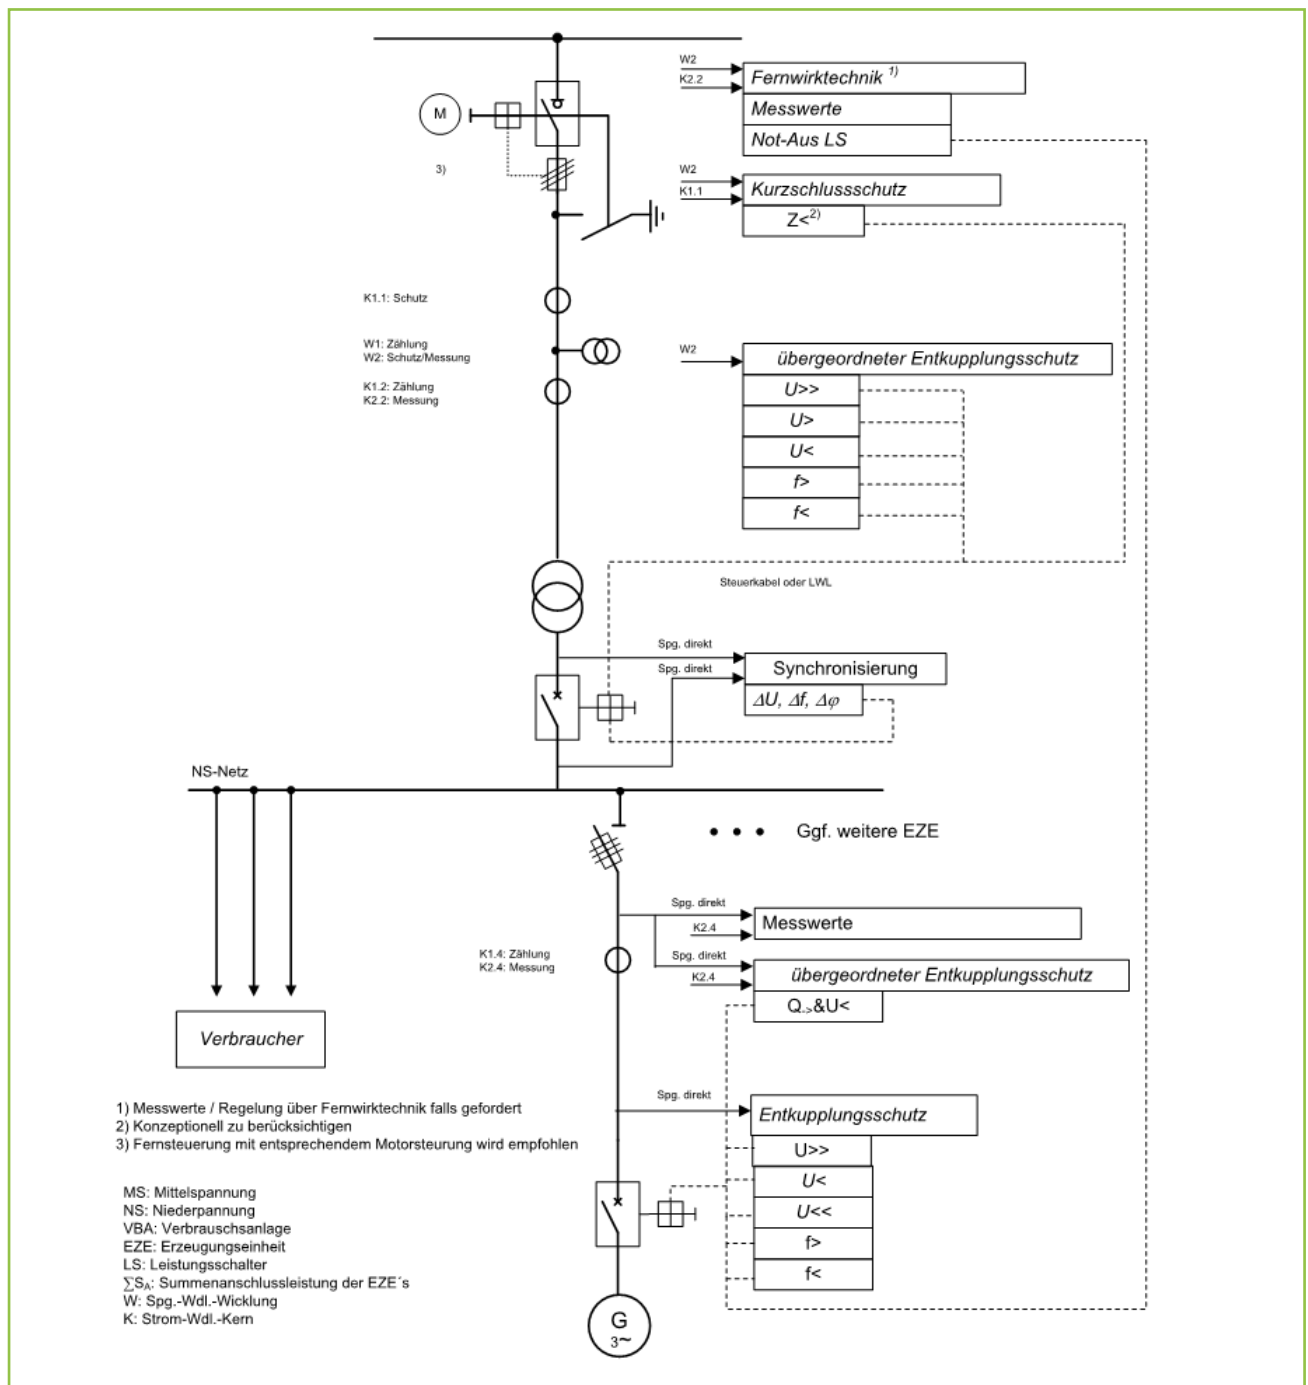 W2
K2.2
Fernwirktechnik 1)
Messwerte
Not-Aus LS
M
3)
W2
K1.1
Kurzschlussschutz
Z<2)
K1.1: Schutz
W1: Zählung
W2: Schutz/Messung
K1.2: Zählung
K2.2: Messung
W2
übergeordneter Entkupplungsschutz
U>>
U>
U<
f>
f<
Steuerkabel oder LWL
Spg. direkt
Spg. direkt
Synchronisierung
ΔU, Δf, Δφ
NS-Netz
Ggf. weitere EZE
Spg. direkt
K2.4
Messwerte
K1.4: Zählung
K2.4: Messung
Spg. direkt
K2.4
übergeordneter Entkupplungsschutz
Q->&U<
Verbraucher
Spg. direkt
Entkupplungsschutz
U>>
U<
U<<
f>
f<
G
3~
1) Messwerte / Regelung über Fernwirktechnik falls gefordert
2) Konzeptionell zu berücksichtigen
3) Fernsteuerung mit entsprechendem Motorsteurung wird empfohlen
MS: Mittelspannung
NS: Niederpannung
VBA: Verbrauschsanlage
EZE: Erzeugungseinheit
LS: Leistungsschalter
∑SA: Summenanschlussleistung der EZE´s
W: Spg.-Wdl.-Wicklung
K: Strom-Wdl.-Kern